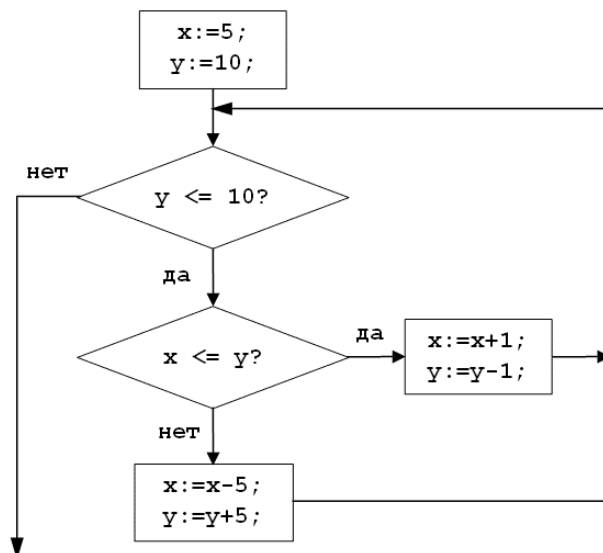 x:=5;
y:=10;
нет
y <= 10?
да
x <= y?
да
x:=x+1;
y:=y-1;
нет
x:=x-5;
y:=y+5;